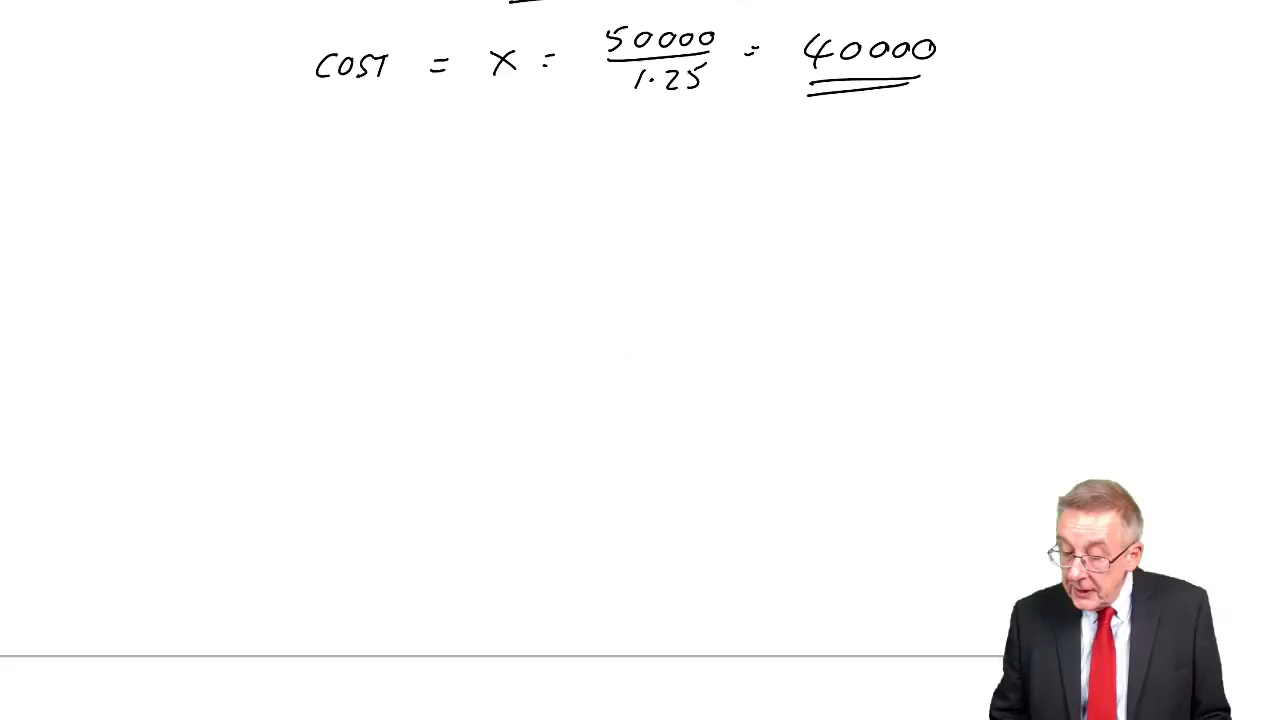 COST = X = 50000 / 1.25 = 40000